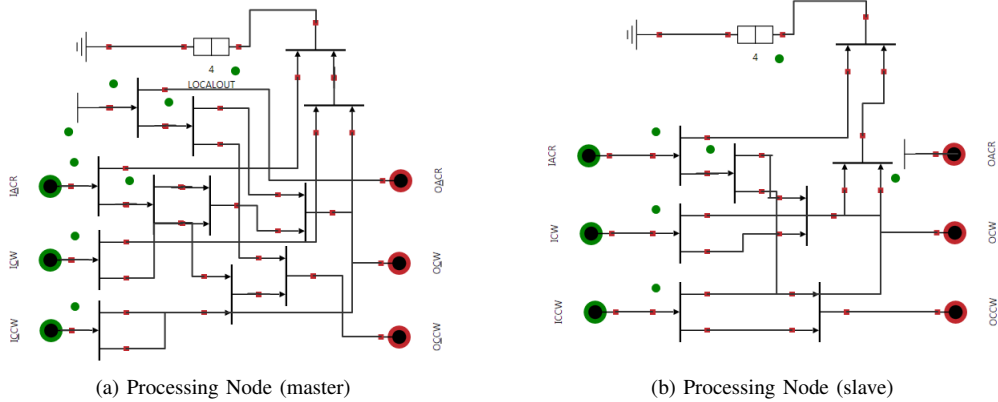 4
LOCALOUT
IACR
OACR
ICW
OCW
ICCW
OCCW
(a) Processing Node (master)
4
IACR
OACR
ICW
OCW
ICCW
OCCW
(b) Processing Node (slave)